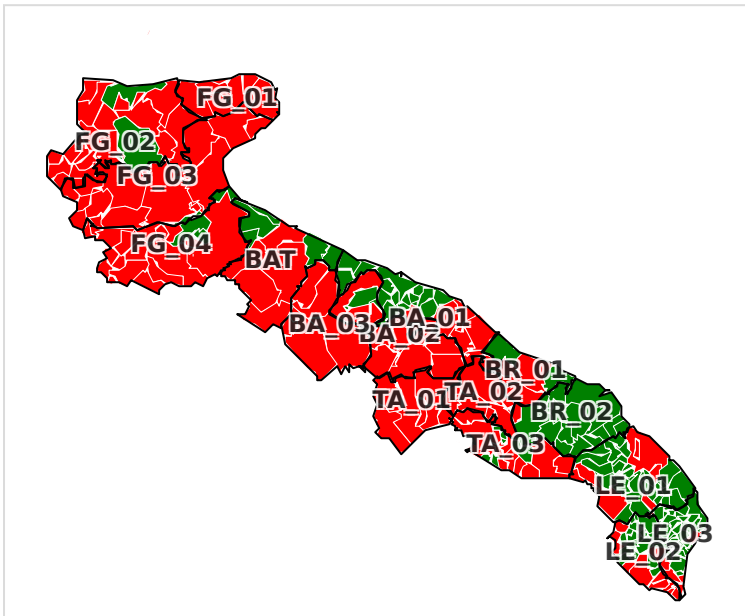 FG_01
FG_02
FG_03
FG_04
BAT
BA_01
BA_03
BA_02
BR_01
TA_02
TA_01
BR_02
TA_03
LE_01
LE_03
LE_02